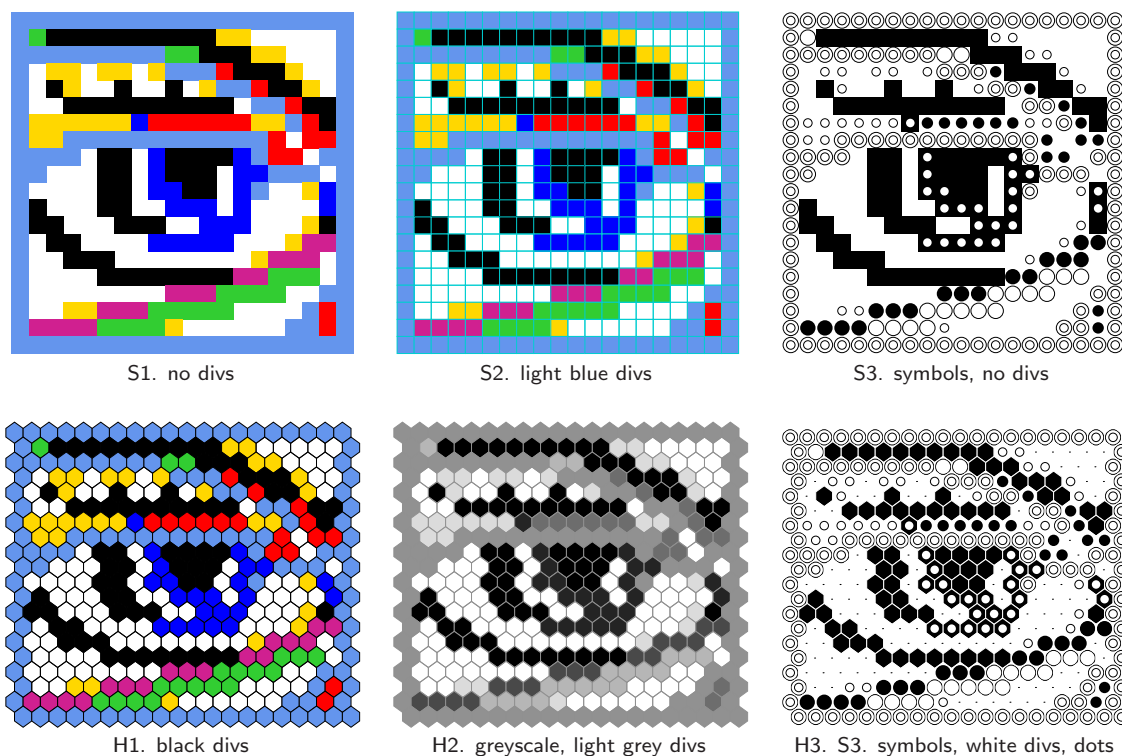 S1. no divs
S2. light blue divs
S3. symbols, no divs
H1. black divs
H2. greyscale, light grey divs
H3. S3. symbols, white divs, dots